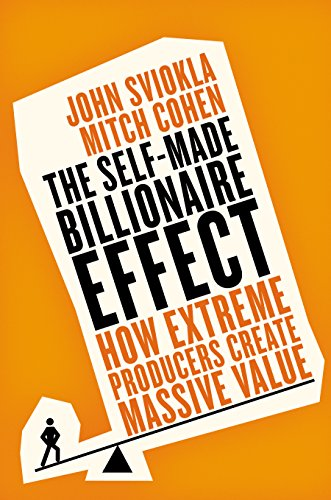 JOHN SVIOKLA
MITCH COHEN
THE SELF-MADE
BILLIONAIRE
EFFECT
HOW EXTREME
PRODUCERS CREATE
MASSIVE VALUE